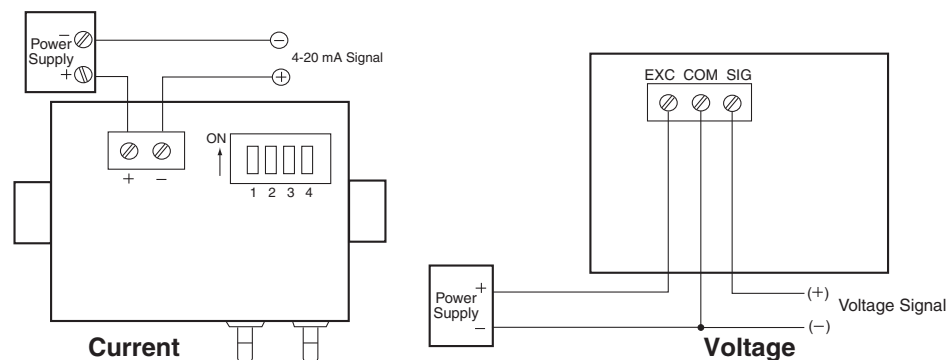 Power
Supply
−
+
−
+
4-20 mA Signal
+
−
ON
1 2 3 4
Current
EXC COM SIG
Power
Supply
+
−
(+)
(−)
Voltage Signal
Voltage